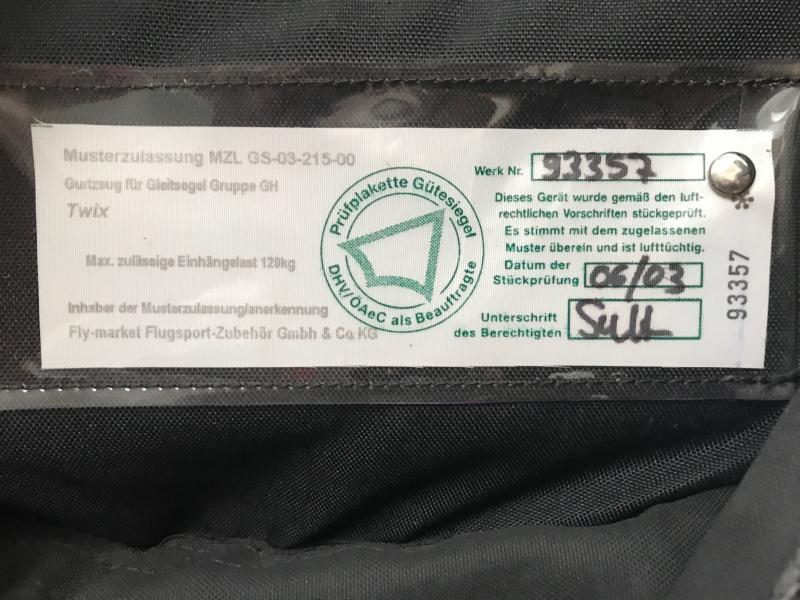 Musterzulassung MZL GS-03-215-00
Gurtzeug für Gleitsegel Gruppe GH
Twix
Max. zulässige Einhängelast 120kg
Inhaber der Musterzulassung/anerkennung
Fly-market Flugsport-Zubehör Gmbh & Co KG
Prüfplakette Gütesiegel
DHV/ÖAeC als Beauftragte
Werk Nr. 93357
Dieses Gerät wurde gemäß den luft-
rechtlichen Vorschriften stückgeprüft.
Es stimmt mit dem zugelassenen
Muster überein und ist lufttüchtig.
Datum der
Stückprüfung 06/03
Unterschrift
des Berechtigten
93357
*